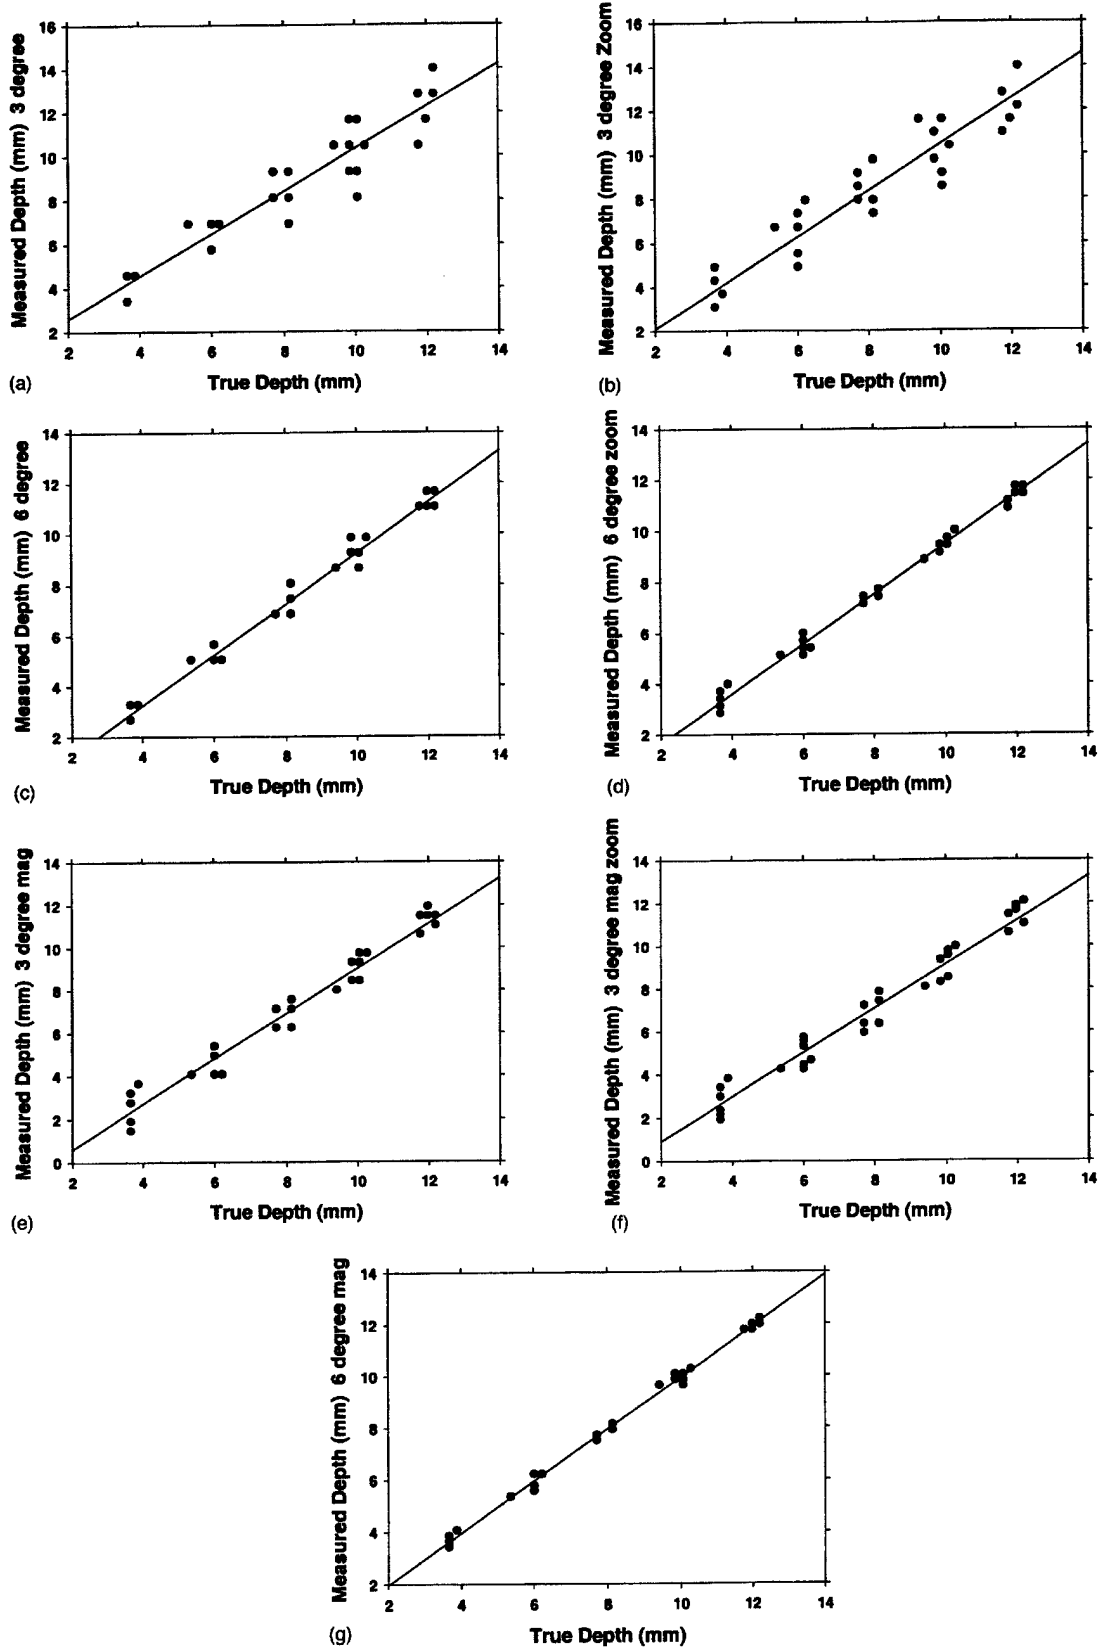 16
14
12
10
8
6
4
2
Measured Depth (mm) 3 degree
2 4 6 8 10 12 14
(a) True Depth (mm)
16
14
12
10
8
6
4
2
Measured Depth (mm) 3 degree Zoom
2 4 6 8 10 12 14
(b) True Depth (mm)
14
12
10
8
6
4
2
Measured Depth (mm) 6 degree
2 4 6 8 10 12 14
(c) True Depth (mm)
14
12
10
8
6
4
2
Measured Depth (mm) 6 degree zoom
2 4 6 8 10 12 14
(d) True Depth (mm)
14
12
10
8
6
4
2
0
Measured Depth (mm) 3 degree mag
2 4 6 8 10 12 14
(e) True Depth (mm)
14
12
10
8
6
4
2
0
Measured Depth (mm) 3 degree mag zoom
2 4 6 8 10 12 14
(f) True Depth (mm)
14
12
10
8
6
4
2
Measured Depth (mm) 6 degree mag
2 4 6 8 10 12 14
(g) True Depth (mm)